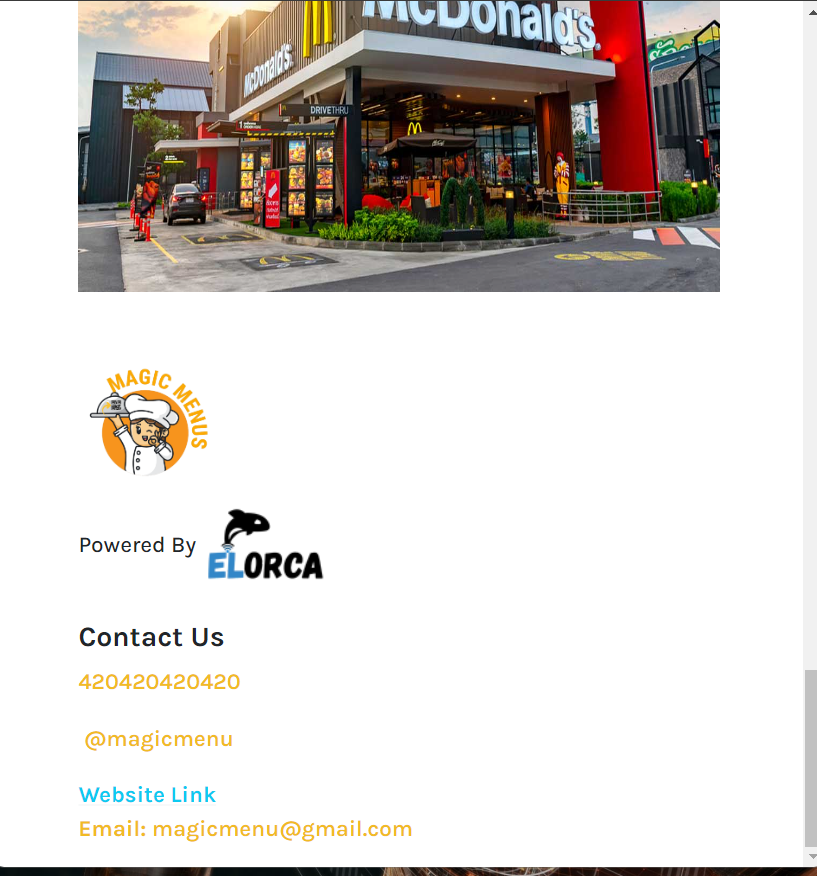 McDonald's
McDonald's
DRIVE THRU
MAGIC MENUS
Powered By ELORCA
Contact Us
420420420420
@magicmenu
Website Link
Email: magicmenu@gmail.com